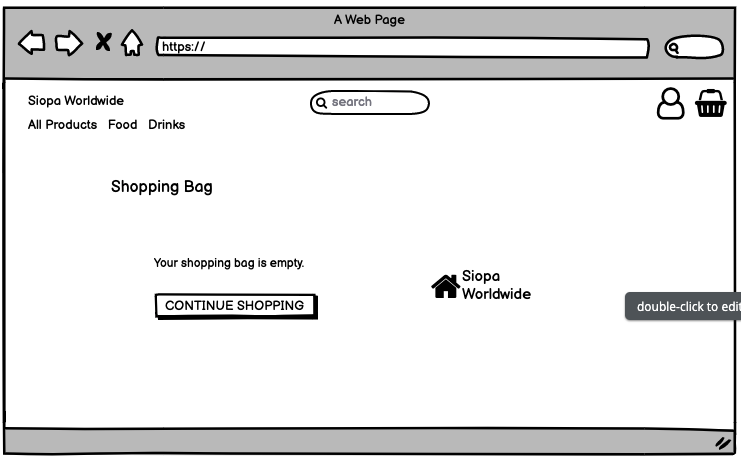 A Web Page
https://
Siopa Worldwide
search
All Products Food Drinks
Shopping Bag
Your shopping bag is empty.
CONTINUE SHOPPING
Siopa
Worldwide
double-click to edit